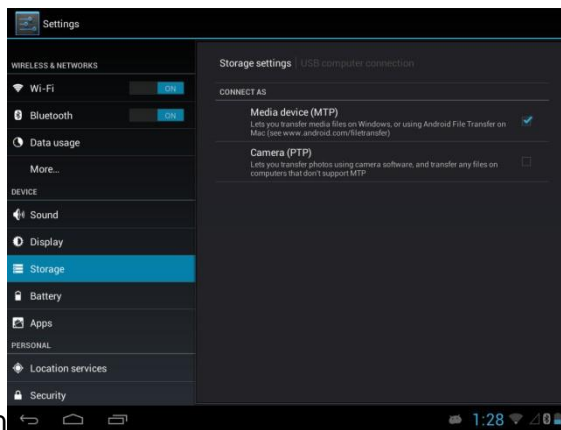 Settings
WIRELESS & NETWORKS
Wi-Fi ON
Bluetooth ON
Data usage
More...
DEVICE
Sound
Display
Storage
Battery
Apps
PERSONAL
Location services
Security
Storage settings USB computer connection
CONNECT AS
Media device (MTP)
Lets you transfer media files on Windows, or using Android File Transfer on
Mac (see www.android.com/filetransfer)
Camera (PTP)
Lets you transfer photos using camera software, and transfer any files on
computers that don't support MTP
1:28